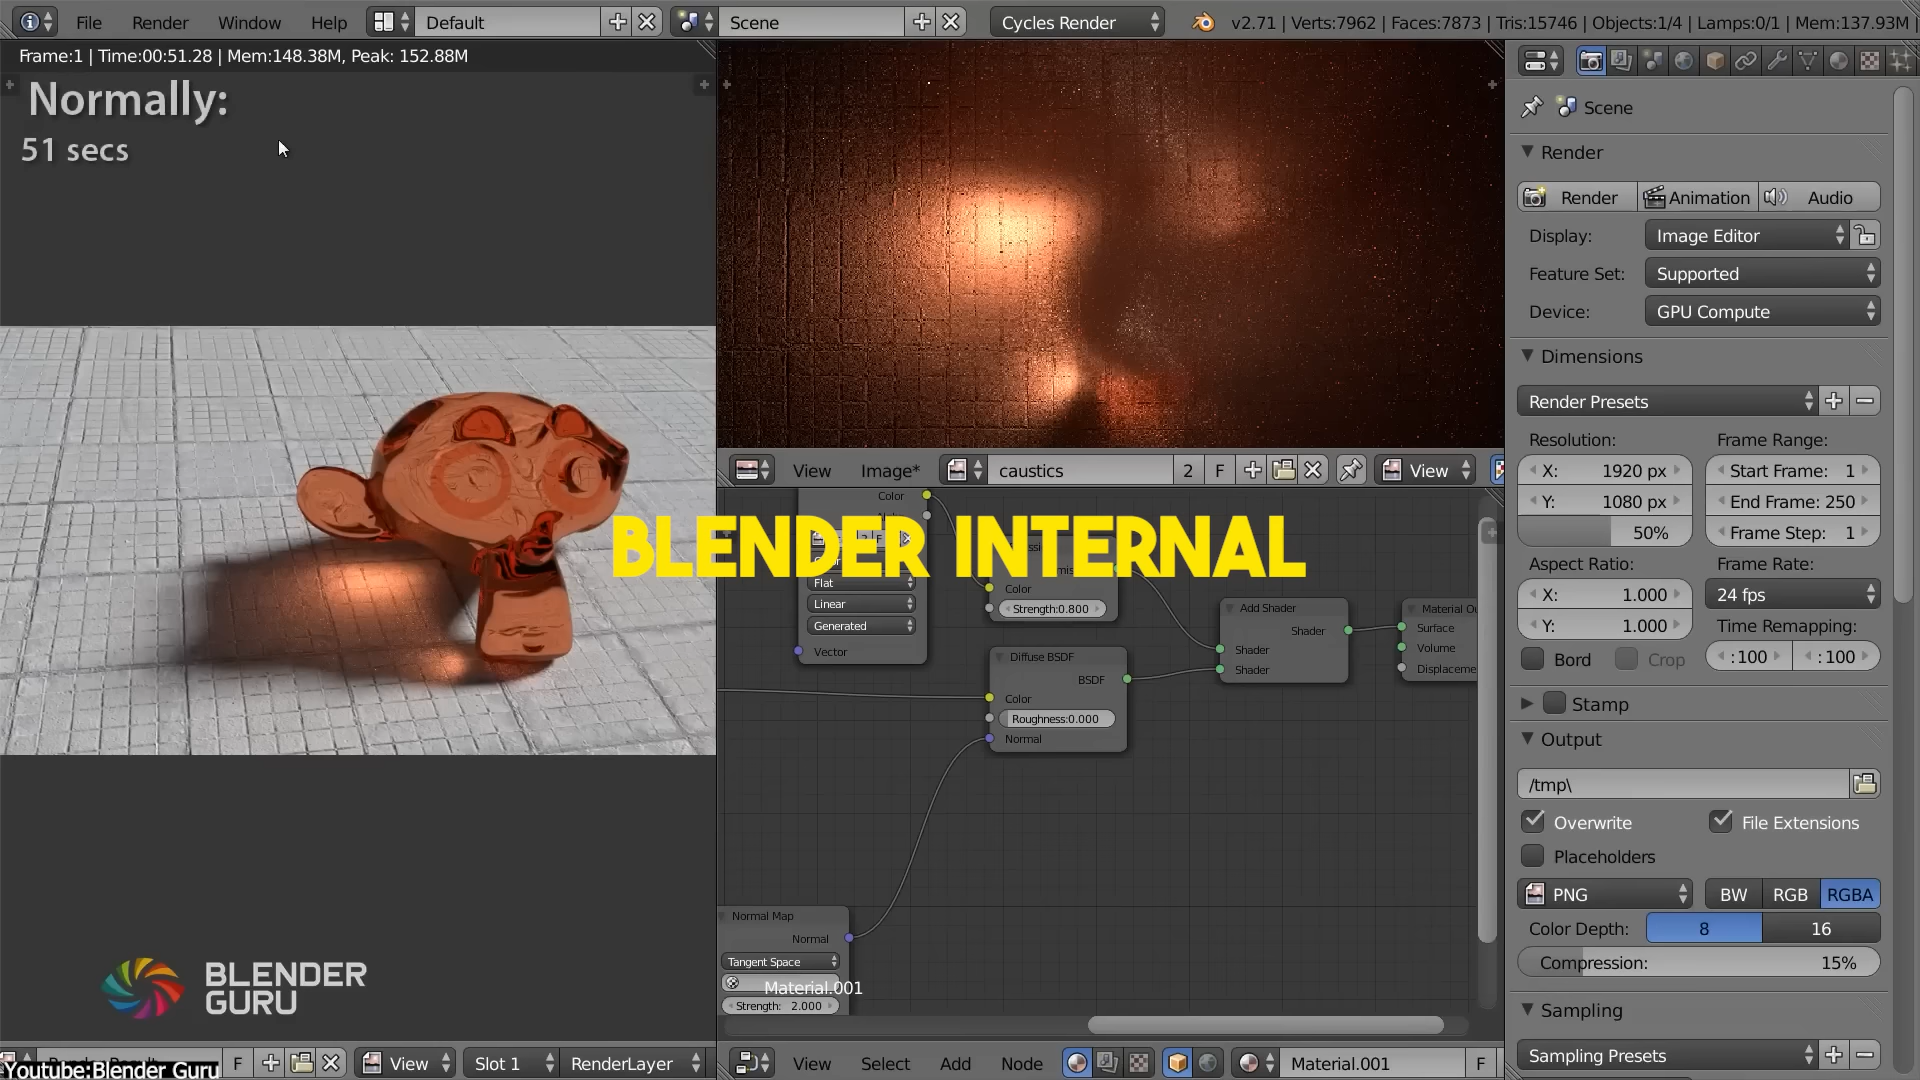 File Render Window Help Default Scene Cycles Render v2.71 | Verts:7962 | Faces:7873 | Tris:15746 | Objects:1/4 | Lamps:0/1 | Mem:137.93M |
Frame:1 | Time:00:51.28 | Mem:148.38M, Peak: 152.88M
Normally:
51 secs
View Image* caustics 2 F View
BLENDER INTERNAL
Color
Flat
Linear
Generated
Vector
Color
Strength:0.800
Add Shader
Shader
Shader
Shader
Surface
Volume
Displaceme
Diffuse BSDF
BSDF
Color
Roughness:0.000
Normal
Normal Map
Normal
Tangent Space
Material.001
Strength: 2.000
BLENDER
GURU
Youtube:Blender Guru
F View Slot 1 RenderLayer
View Select Add Node Material.001 F
Scene
Render
Render Animation Audio
Display: Image Editor
Feature Set: Supported
Device: GPU Compute
Dimensions
Render Presets
Resolution: Frame Range:
X: 1920 px Start Frame: 1
Y: 1080 px End Frame: 250
50% Frame Step: 1
Aspect Ratio: Frame Rate:
X: 1.000 24 fps
Y: 1.000 Time Remapping:
Bord Crop :100 :100
Stamp
Output
/tmp\
Overwrite File Extensions
Placeholders
PNG BW RGB RGBA
Color Depth: 8 16
Compression: 15%
Sampling
Sampling Presets